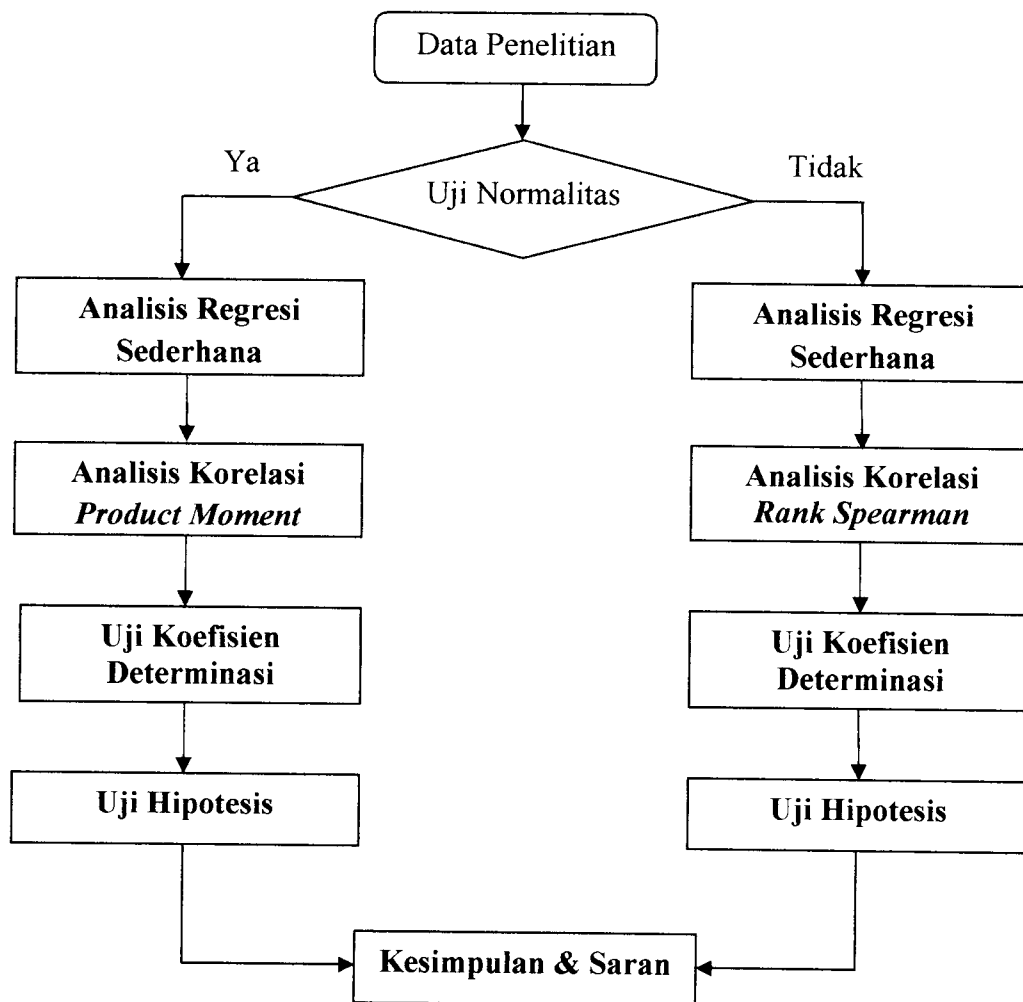 Data Penelitian
Ya
Tidak
Uji Normalitas
Analisis Regresi
Sederhana
Analisis Regresi
Sederhana
Analisis Korelasi
Product Moment
Analisis Korelasi
Rank Spearman
Uji Koefisien
Determinasi
Uji Koefisien
Determinasi
Uji Hipotesis
Uji Hipotesis
Kesimpulan & Saran